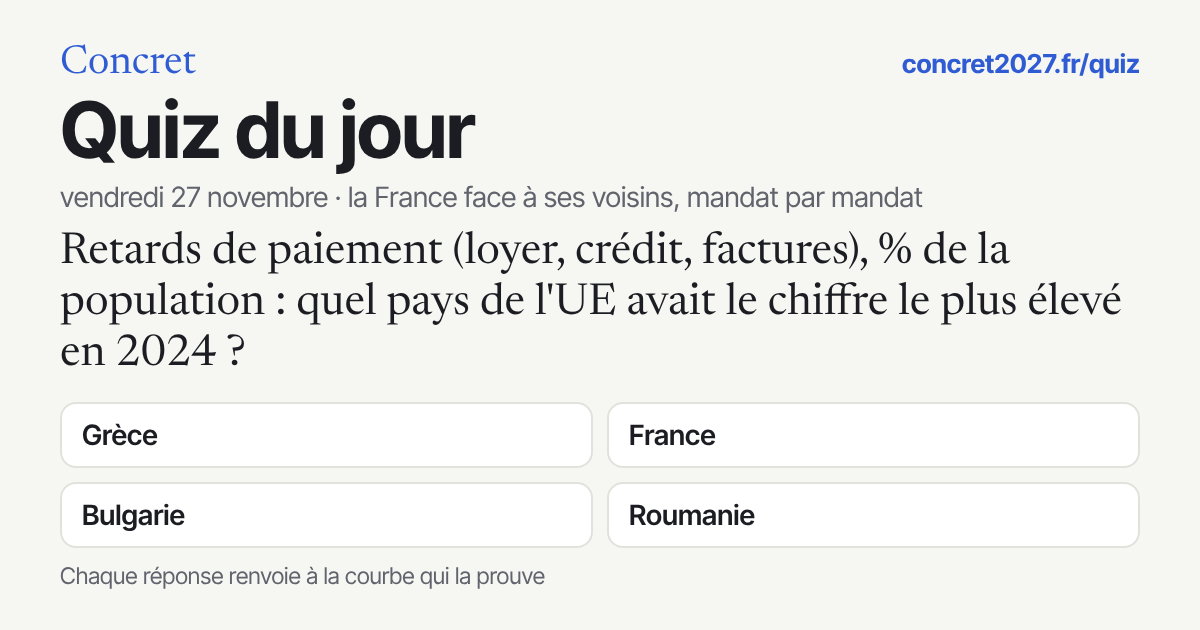 Concret
concret2027.fr/quiz
Quiz du jour
vendredi 27 novembre · la France face à ses voisins, mandat par mandat
Retards de paiement (loyer, crédit, factures), % de la
population : quel pays de l'UE avait le chiffre le plus élevé
en 2024 ?
Grèce
France
Bulgarie
Roumanie
Chaque réponse renvoie à la courbe qui la prouve